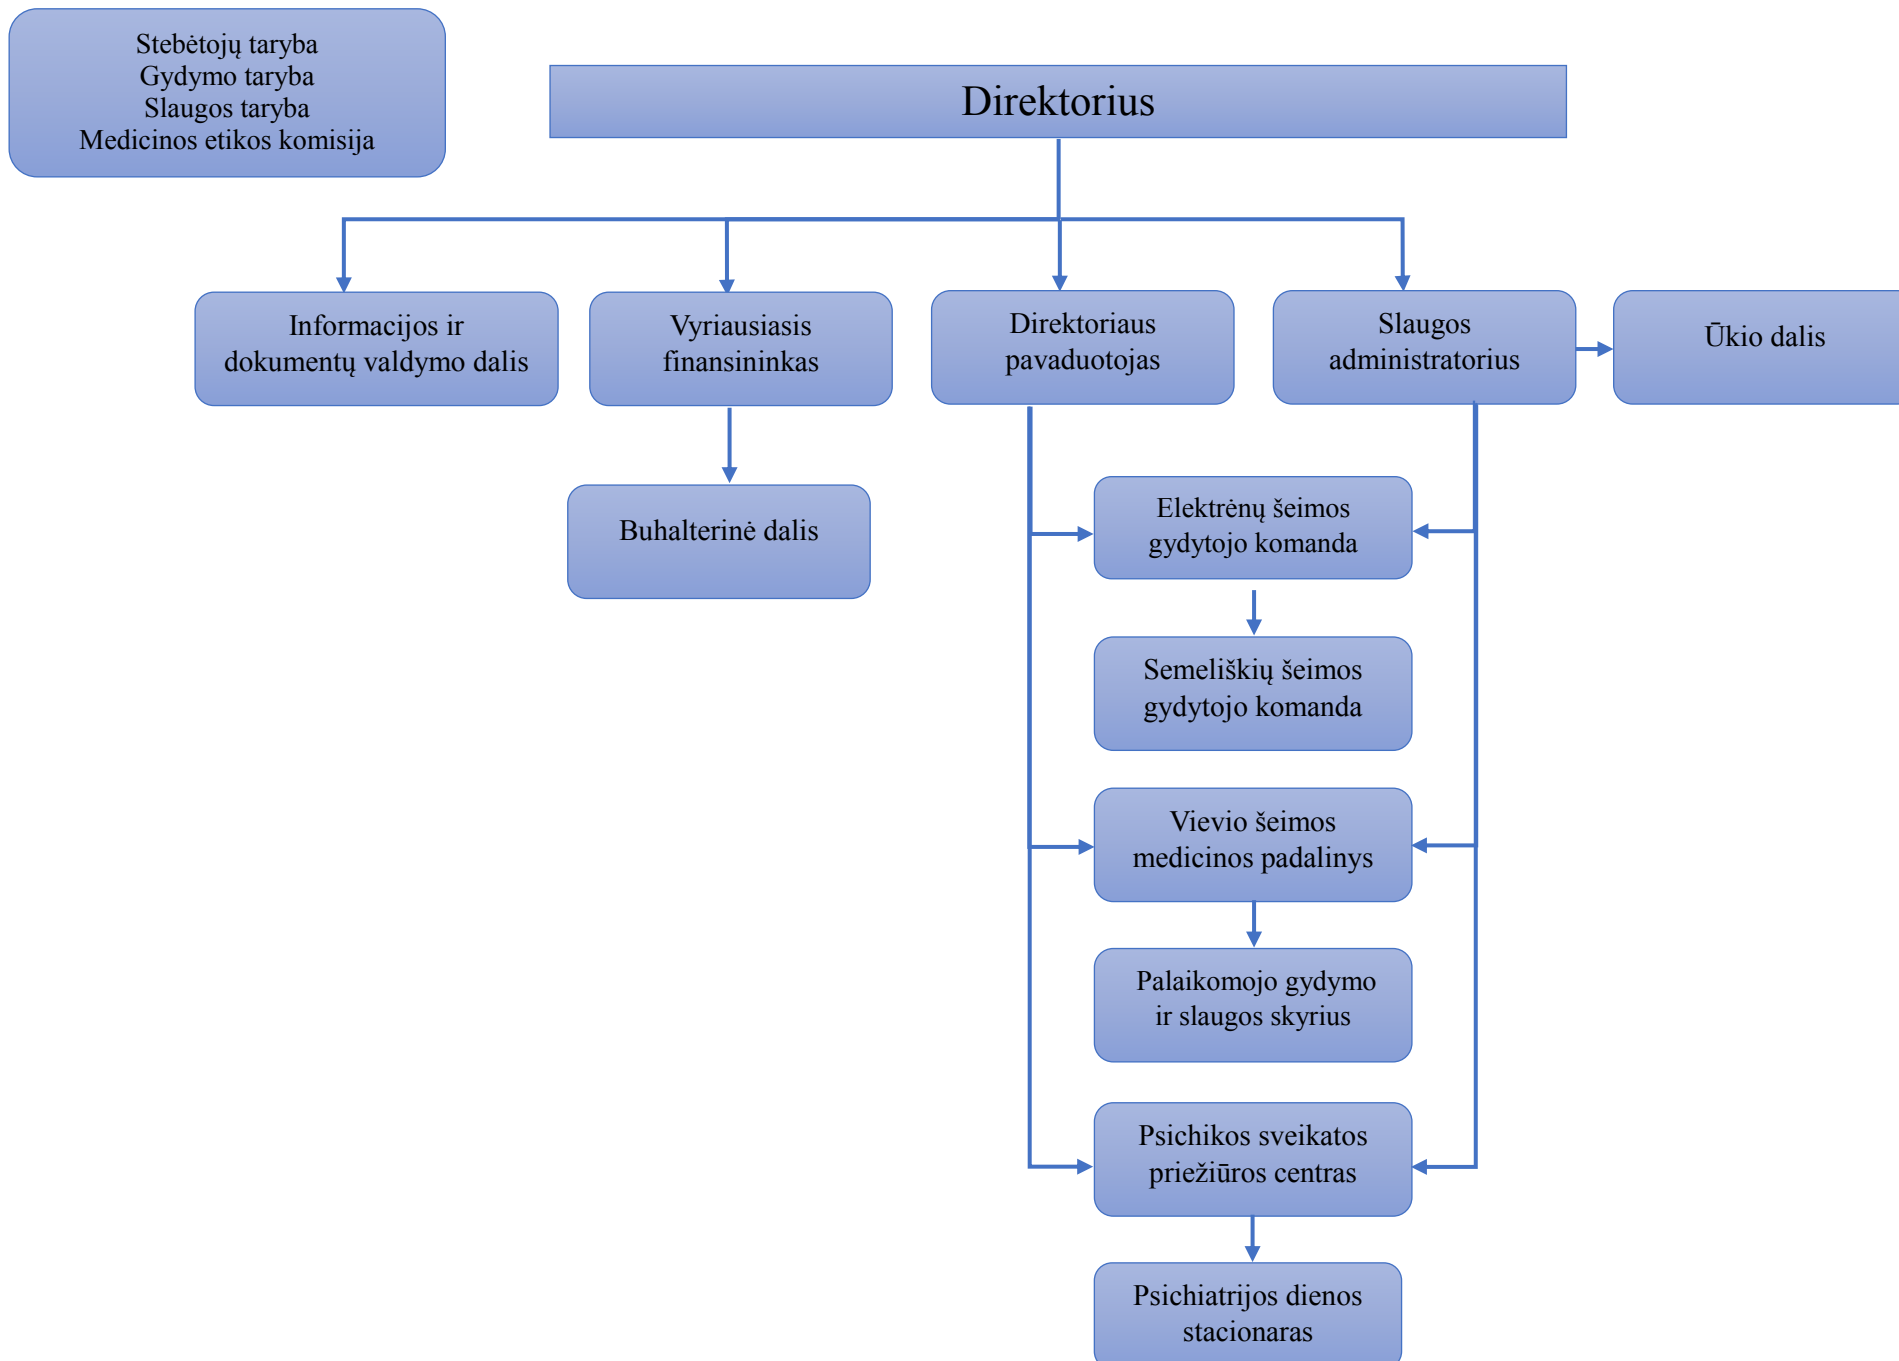 Stebėtojų taryba
Gydymo taryba
Slaugos taryba
Medicinos etikos komisija
Direktorius
Informacijos ir
dokumentų valdymo dalis
Vyriausiasis
finansininkas
Direktoriaus
pavaduotojas
Slaugos
administratorius
Ūkio dalis
Buhalterinė dalis
Elektrėnų šeimos
gydytojo komanda
Semeliškių šeimos
gydytojo komanda
Vievio šeimos
medicinos padalinys
Palaikomojo gydymo
ir slaugos skyrius
Psichikos sveikatos
priežiūros centras
Psichiatrijos dienos
stacionaras